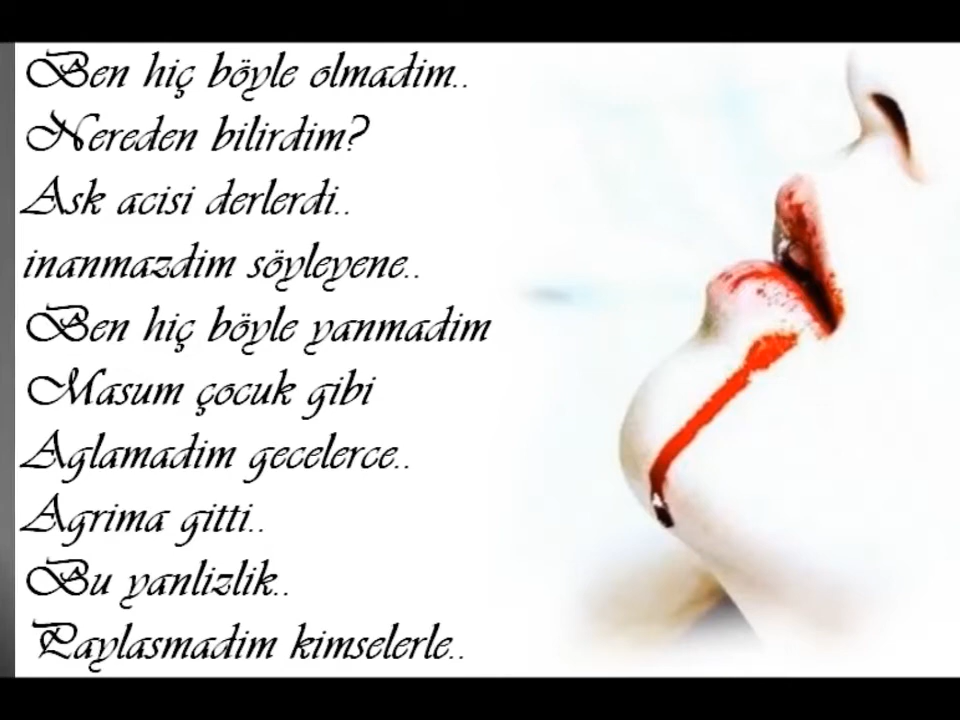 Ben hiç böyle olmadim..
Nereden bilirdim?
Ask acisi derlerdi..
inanmazdim söyleyene..
Ben hiç böyle yanmadim
Masum çocuk gibi
Aglamadim gecelerce..
Agrima gitti..
Bu yanlizlik..
Paylasmadim kimselerle..